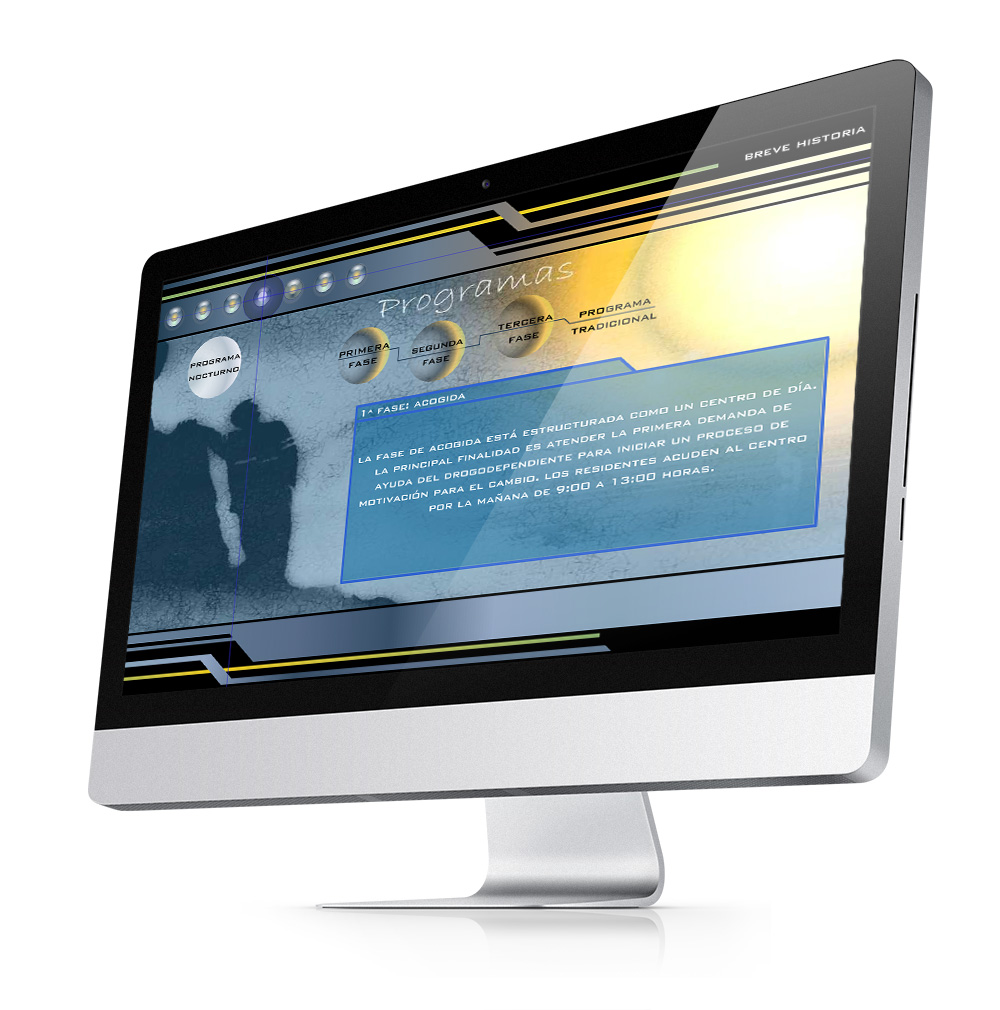 BREVE HISTORIA
Programas
PROGRAMA
NOCTURNO
PRIMERA
FASE
SEGUNDA
FASE
TERCERA
FASE
PROGRAMA
TRADICIONAL
1ª FASE: ACOGIDA
LA FASE DE ACOGIDA ESTÁ ESTRUCTURADA COMO UN CENTRO DE DÍA.
LA PRINCIPAL FINALIDAD ES ATENDER LA PRIMERA DEMANDA DE
AYUDA DEL DROGODEPENDIENTE PARA INICIAR UN PROCESO DE
MOTIVACIÓN PARA EL CAMBIO. LOS RESIDENTES ACUDEN AL CENTRO
POR LA MAÑANA DE 9:00 A 13:00 HORAS.